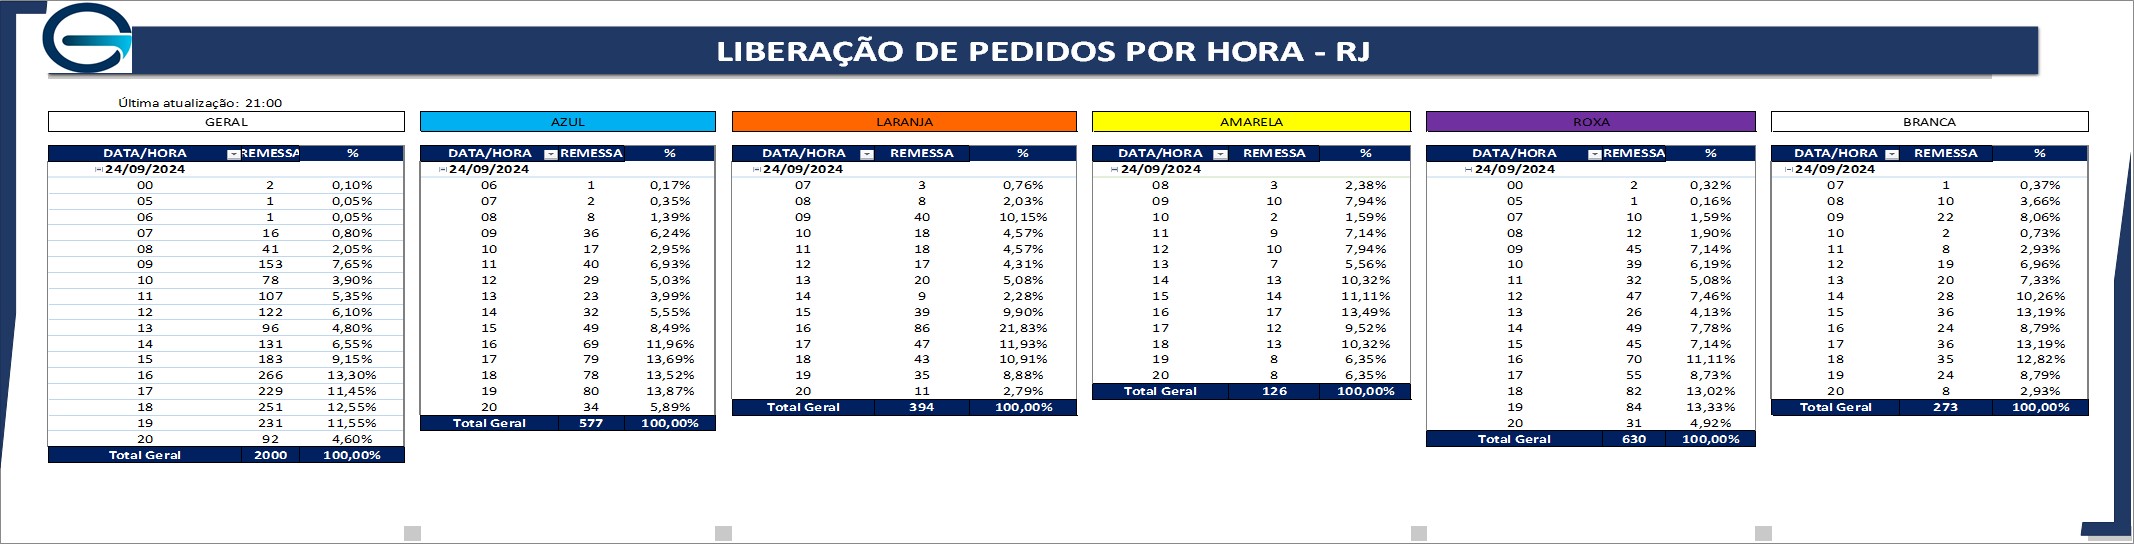 LIBERAÇÃO DE PEDIDOS POR HORA - RJ
Última atualização: 21:00
GERAL
DATA/HORA REMESSA %
24/09/2024
00 2 0,10%
05 1 0,05%
06 1 0,05%
07 16 0,80%
08 41 2,05%
09 153 7,65%
10 78 3,90%
11 107 5,35%
12 122 6,10%
13 96 4,80%
14 131 6,55%
15 183 9,15%
16 266 13,30%
17 229 11,45%
18 251 12,55%
19 231 11,55%
20 92 4,60%
Total Geral 2000 100,00%
AZUL
DATA/HORA REMESSA %
24/09/2024
06 1 0,17%
07 2 0,35%
08 8 1,39%
09 36 6,24%
10 17 2,95%
11 40 6,93%
12 29 5,03%
13 23 3,99%
14 32 5,55%
15 49 8,49%
16 69 11,96%
17 79 13,69%
18 78 13,52%
19 80 13,87%
20 34 5,89%
Total Geral 577 100,00%
LARANJA
DATA/HORA REMESSA %
24/09/2024
07 3 0,76%
08 8 2,03%
09 40 10,15%
10 18 4,57%
11 18 4,57%
12 17 4,31%
13 20 5,08%
14 9 2,28%
15 39 9,90%
16 86 21,83%
17 47 11,93%
18 43 10,91%
19 35 8,88%
20 11 2,79%
Total Geral 394 100,00%
AMARELA
DATA/HORA REMESSA %
24/09/2024
08 3 2,38%
09 10 7,94%
10 2 1,59%
11 9 7,14%
12 10 7,94%
13 7 5,56%
14 13 10,32%
15 14 11,11%
16 17 13,49%
17 12 9,52%
18 13 10,32%
19 8 6,35%
20 8 6,35%
Total Geral 126 100,00%
ROXA
DATA/HORA REMESSA %
24/09/2024
00 2 0,32%
05 1 0,16%
07 10 1,59%
08 12 1,90%
09 45 7,14%
10 39 6,19%
11 32 5,08%
12 47 7,46%
13 26 4,13%
14 49 7,78%
15 45 7,14%
16 70 11,11%
17 55 8,73%
18 82 13,02%
19 84 13,33%
20 31 4,92%
Total Geral 630 100,00%
BRANCA
DATA/HORA REMESSA %
24/09/2024
07 1 0,37%
08 10 3,66%
09 22 8,06%
10 2 0,73%
11 8 2,93%
12 19 6,96%
13 20 7,33%
14 28 10,26%
15 36 13,19%
16 24 8,79%
17 36 13,19%
18 35 12,82%
19 24 8,79%
20 8 2,93%
Total Geral 273 100,00%